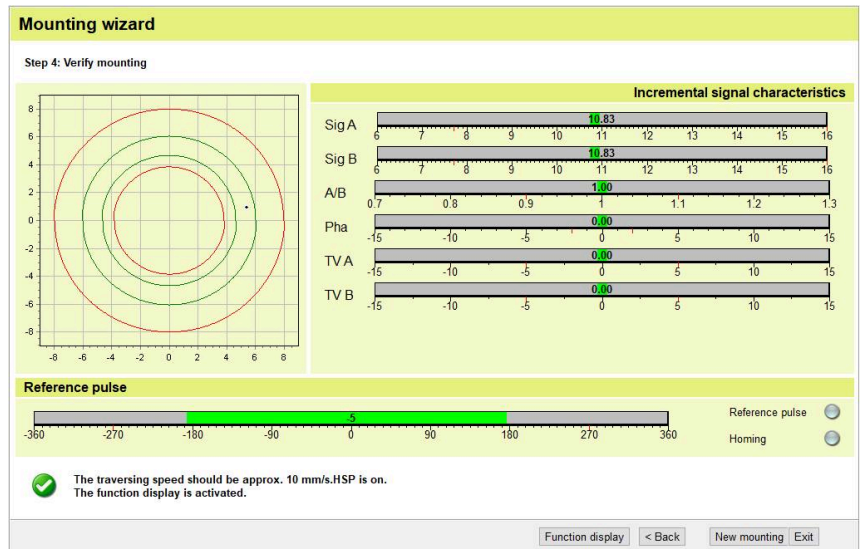 Mounting wizard
Step 4: Verify mounting
Incremental signal characteristics
8
6
4
2
0
-2
-4
-6
-8
-8 -6 -4 -2 0 2 4 6 8
Sig A
10.83
6 7 8 9 10 11 12 13 14 15 16
Sig B
10.83
6 7 8 9 10 11 12 13 14 15 16
A/B
1.00
0.7 0.8 0.9 1 1.1 1.2 1.3
Pha
0.00
-15 -10 -5 0 5 10 15
TV A
0.00
-15 -10 -5 0 5 10 15
TV B
0.00
-15 -10 -5 0 5 10 15
Reference pulse
-5
-360 -270 -180 -90 0 90 180 270 360
Reference pulse
Homing
The traversing speed should be approx. 10 mm/s.HSP is on.
The function display is activated.
Function display < Back New mounting Exit